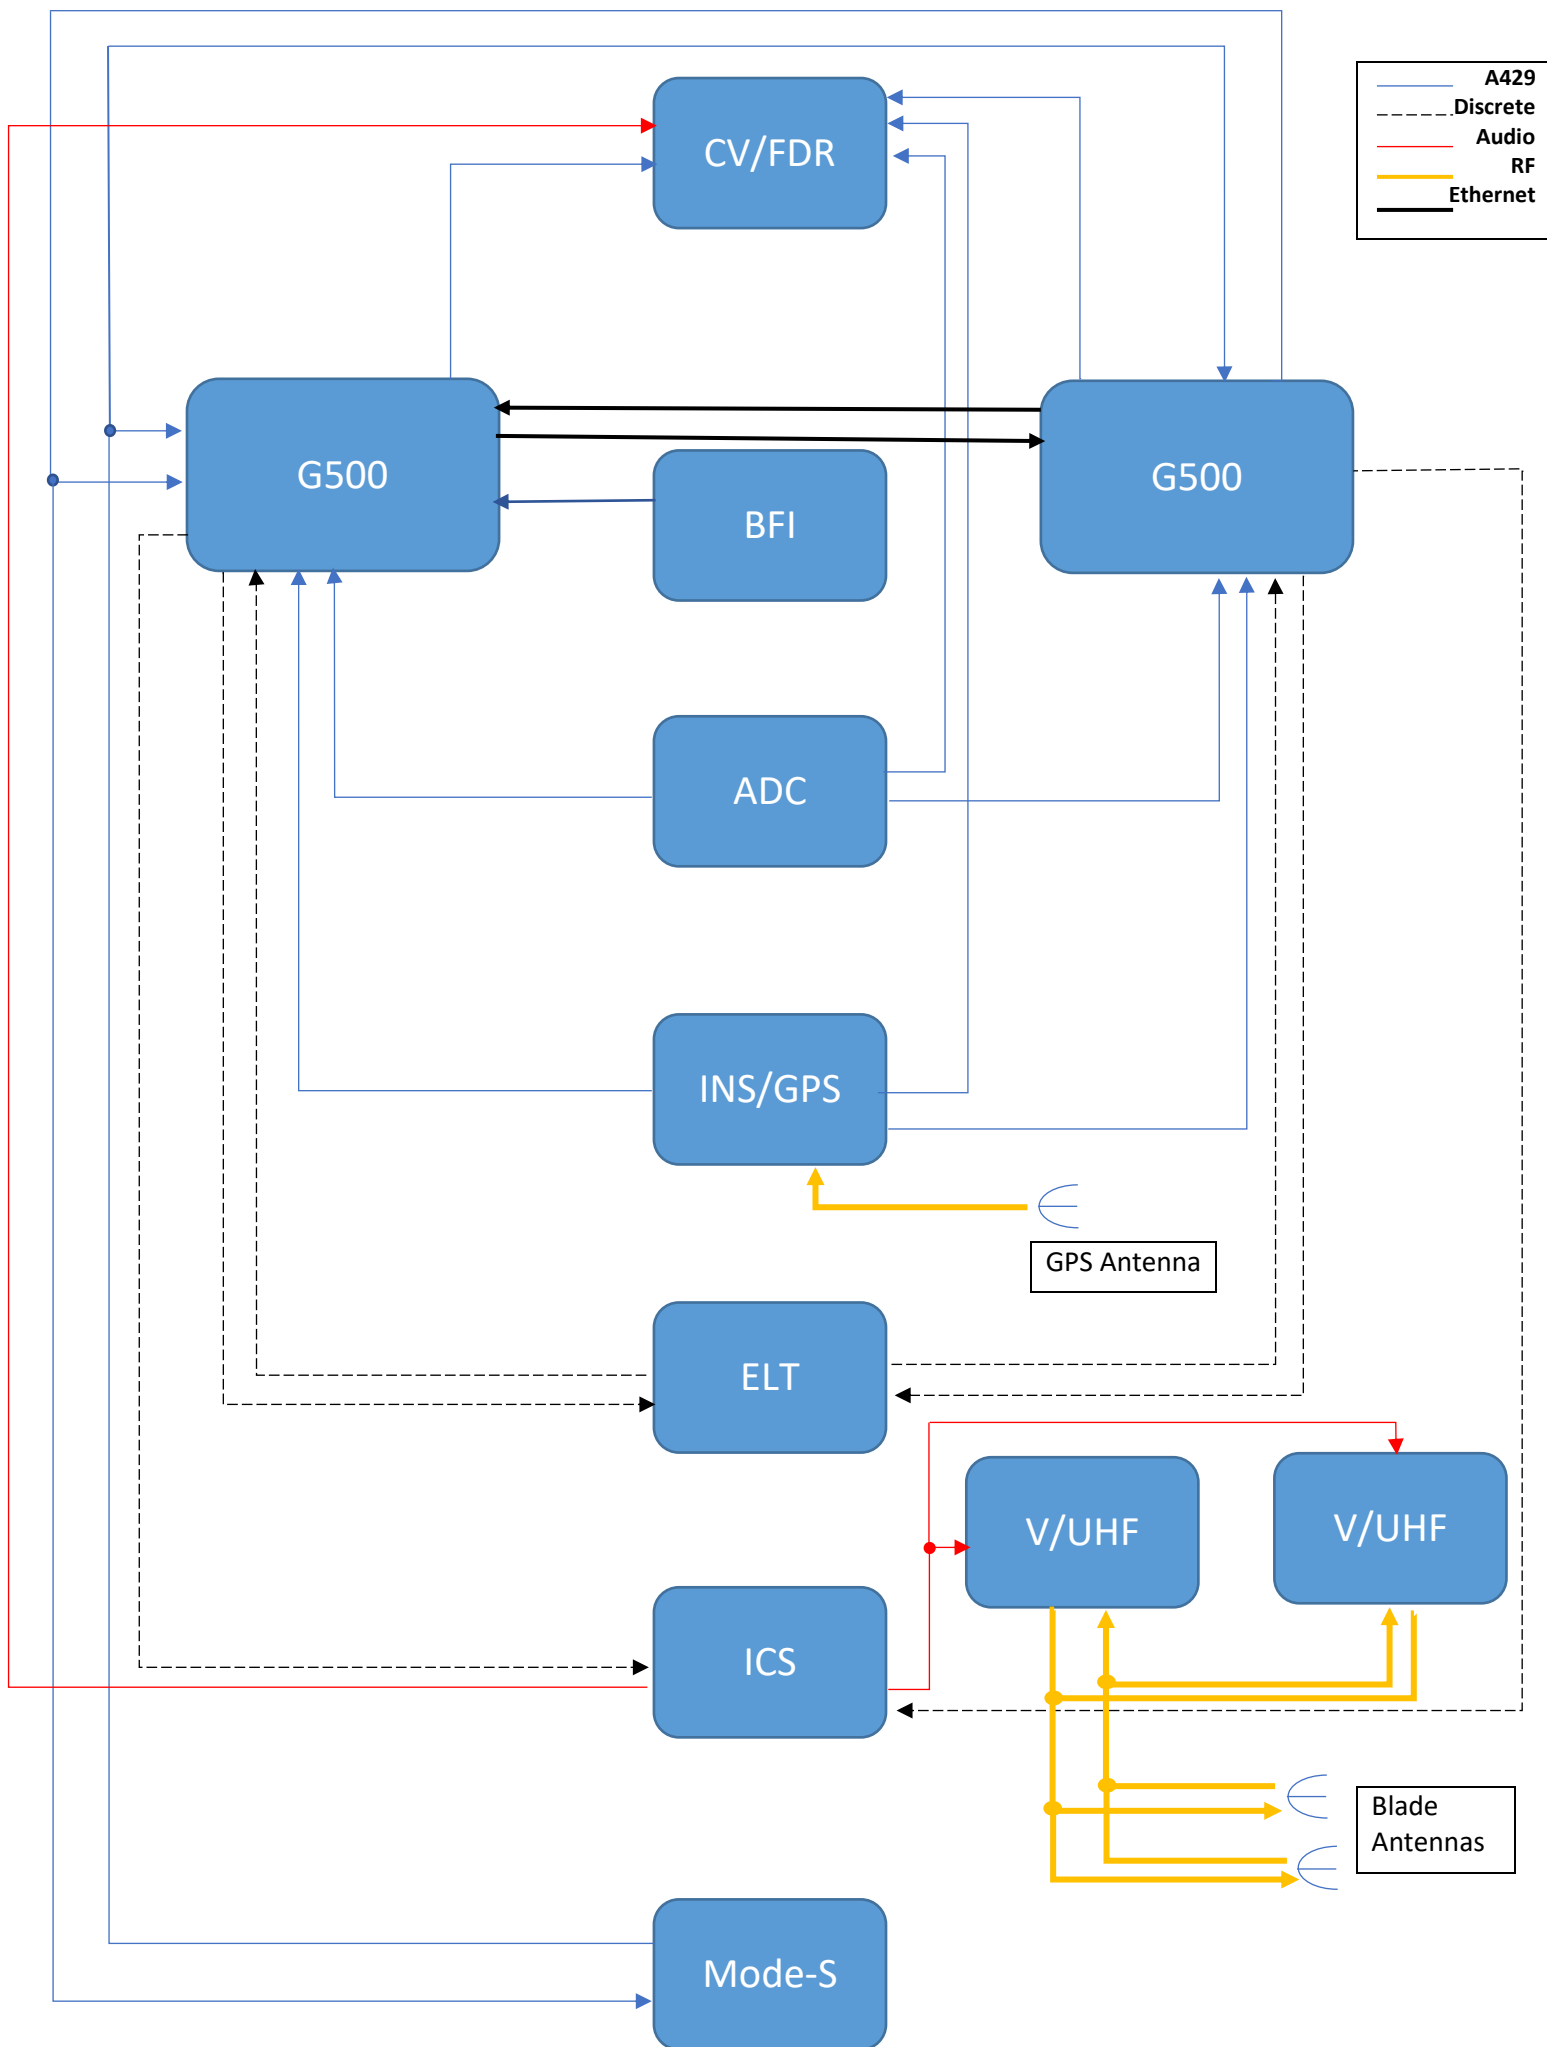 A429
Discrete
Audio
RF
Ethernet
CV/FDR
G500
G500
BFI
ADC
INS/GPS
GPS Antenna
ELT
V/UHF
V/UHF
ICS
Blade
Antennas
Mode-S